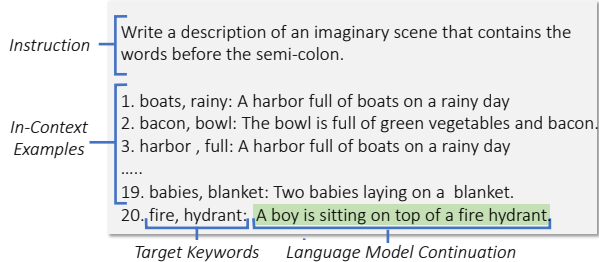 Instruction
Write a description of an imaginary scene that contains the
words before the semi-colon.
In-Context
Examples
1. boats, rainy: A harbor full of boats on a rainy day
2. bacon, bowl: The bowl is full of green vegetables and bacon.
3. harbor , full: A harbor full of boats on a rainy day
.....
19. babies, blanket: Two babies laying on a blanket.
20. fire, hydrant: A boy is sitting on top of a fire hydrant.
Target Keywords
Language Model Continuation